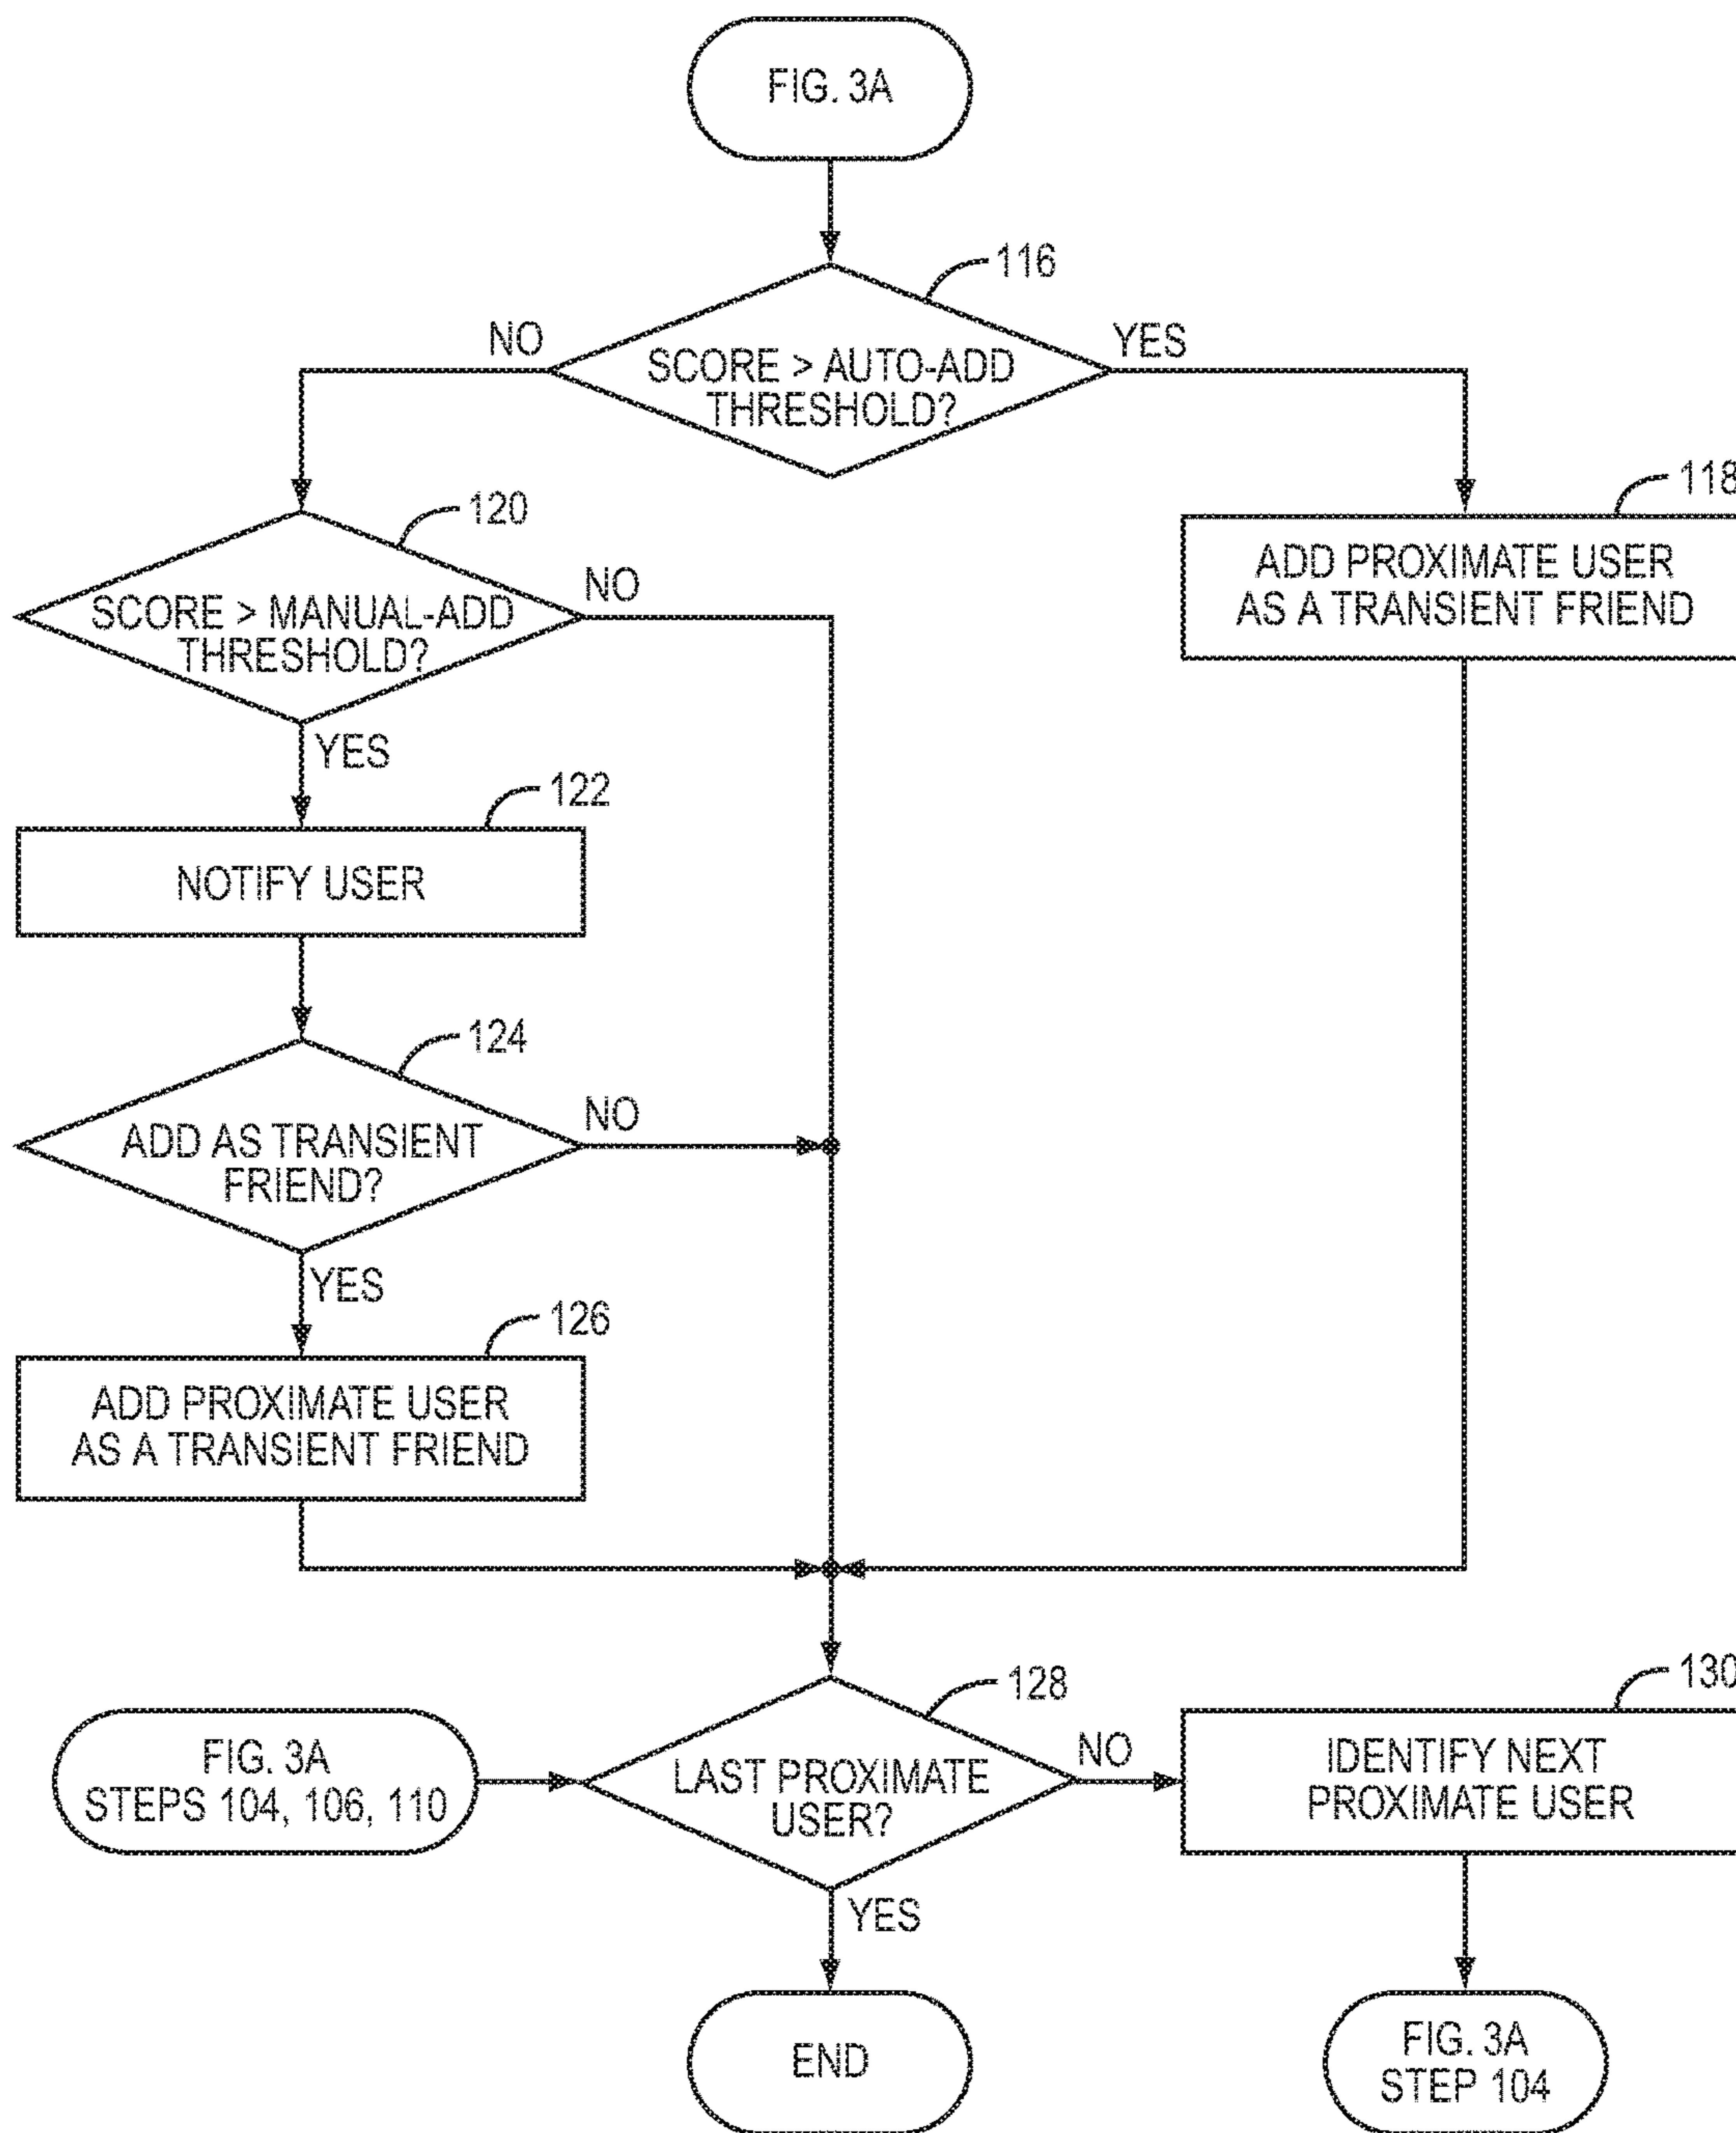 FIG. 3A
116
NO
YES
SCORE > AUTO-ADD
THRESHOLD?
118
120
ADD PROXIMATE USER
AS A TRANSIENT FRIEND
NO
SCORE > MANUAL-ADD
THRESHOLD?
YES
122
NOTIFY USER
124
NO
ADD AS TRANSIENT
FRIEND?
YES
126
ADD PROXIMATE USER
AS A TRANSIENT FRIEND
128
130
FIG. 3A
STEPS 104, 106, 110
LAST PROXIMATE
USER?
NO
IDENTIFY NEXT
PROXIMATE USER
YES
END
FIG. 3A
STEP 104